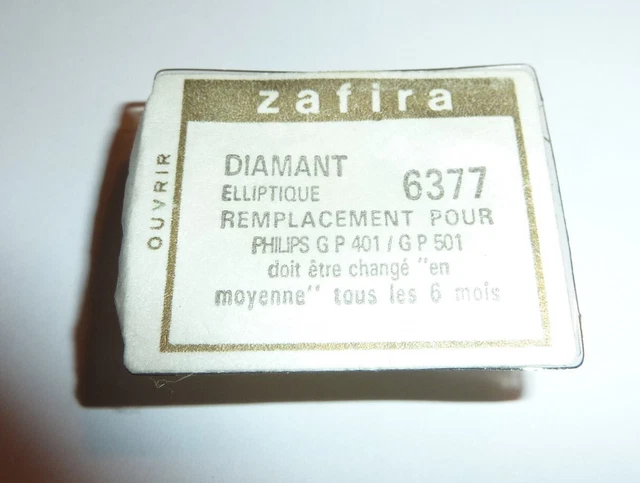 zafira
OUVRIR
DIAMANT
ELLIPTIQUE 6377
REMPLACEMENT POUR
PHILIPS G P 401 / G P 501
doit être changé "en
moyenne" tous les 6 mois